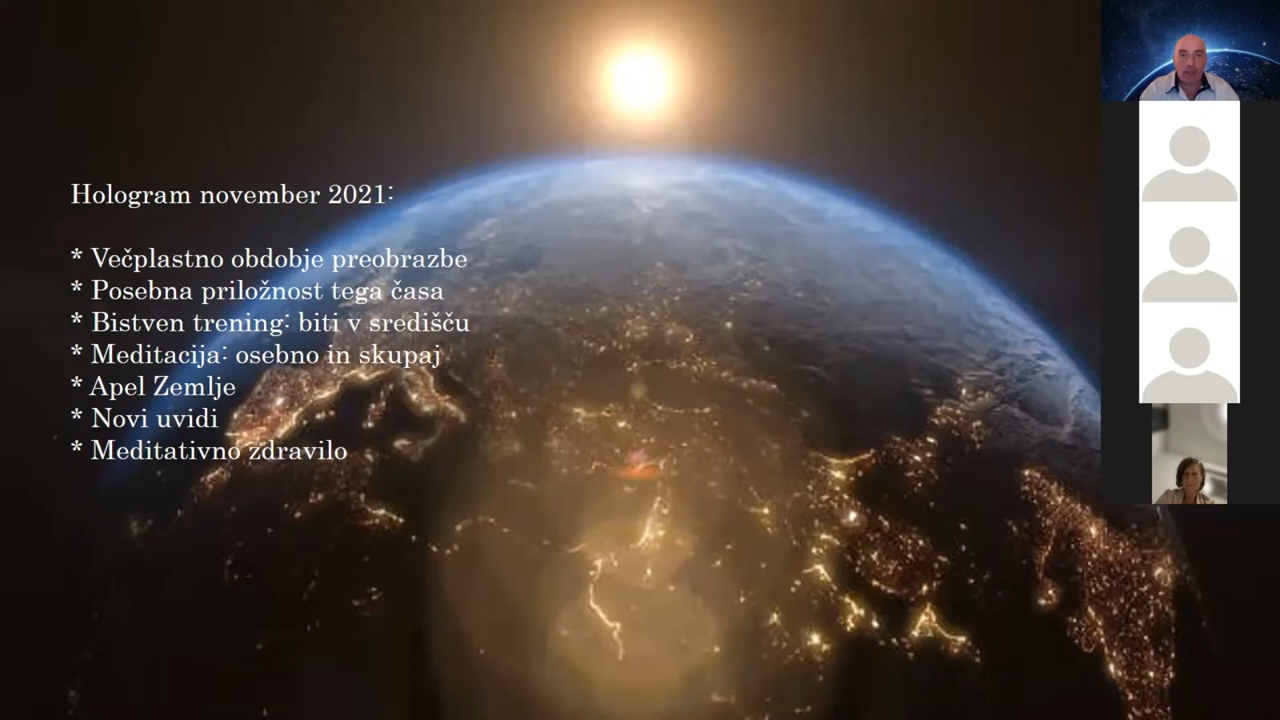 Hologram november 2021:
* Večplastno obdobje preobrazbe
* Posebna priložnost tega časa
* Bistven trening: biti v središču
* Meditacija: osebno in skupaj
* Apel Zemlje
* Novi uvidi
* Meditativno zdravilo